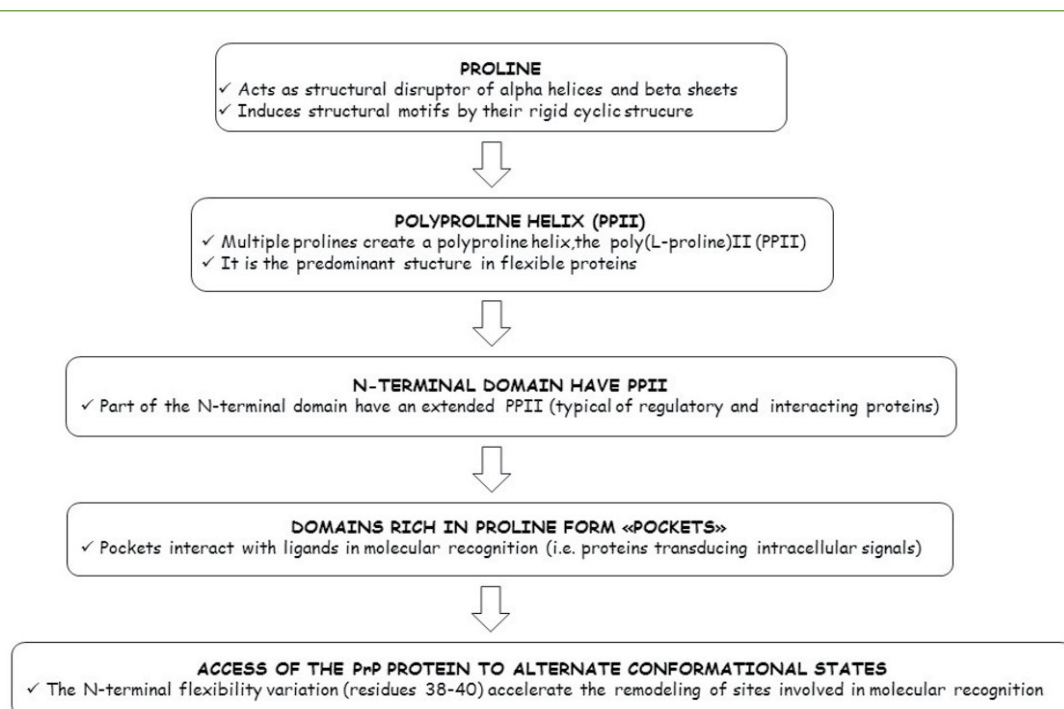 PROLINE
✓ Acts as structural disruptor of alpha helices and beta sheets
✓ Induces structural motifs by their rigid cyclic strucure
POLYPROLINE HELIX (PPII)
✓ Multiple prolines create a polyproline helix,the poly(L-proline)II (PPII)
✓ It is the predominant stucture in flexible proteins
N-TERMINAL DOMAIN HAVE PPII
✓ Part of the N-terminal domain have an extended PPII (typical of regulatory and interacting proteins)
DOMAINS RICH IN PROLINE FORM «POCKETS»
✓ Pockets interact with ligands in molecular recognition (i.e. proteins transducing intracellular signals)
ACCESS OF THE PrP PROTEIN TO ALTERNATE CONFORMATIONAL STATES
✓ The N-terminal flexibility variation (residues 38-40) accelerate the remodeling of sites involved in molecular recognition